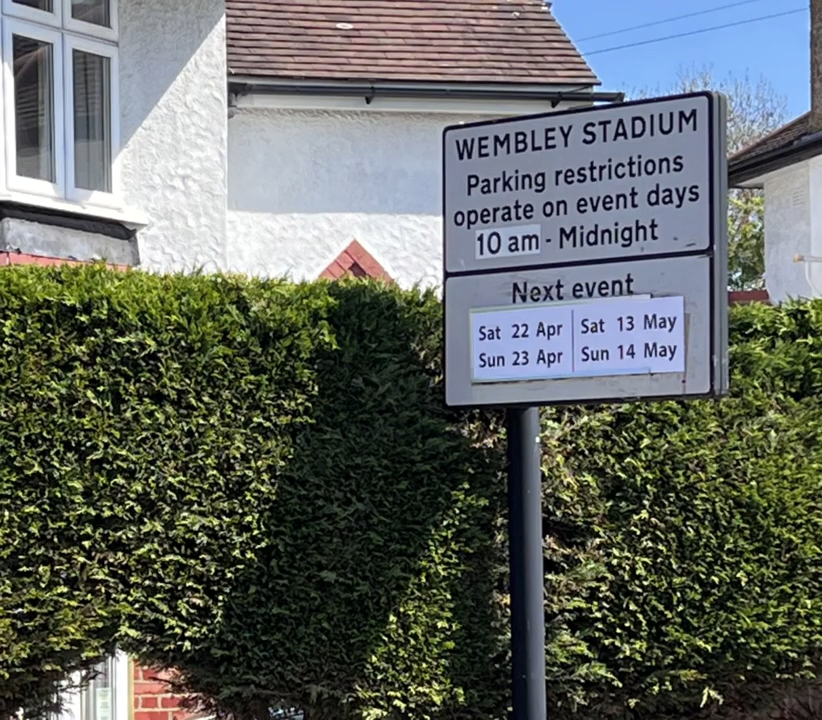 WEMBLEY STADIUM
Parking restrictions
operate on event days
10 am - Midnight
Next event
Sat 22 Apr Sat 13 May
Sun 23 Apr Sun 14 May